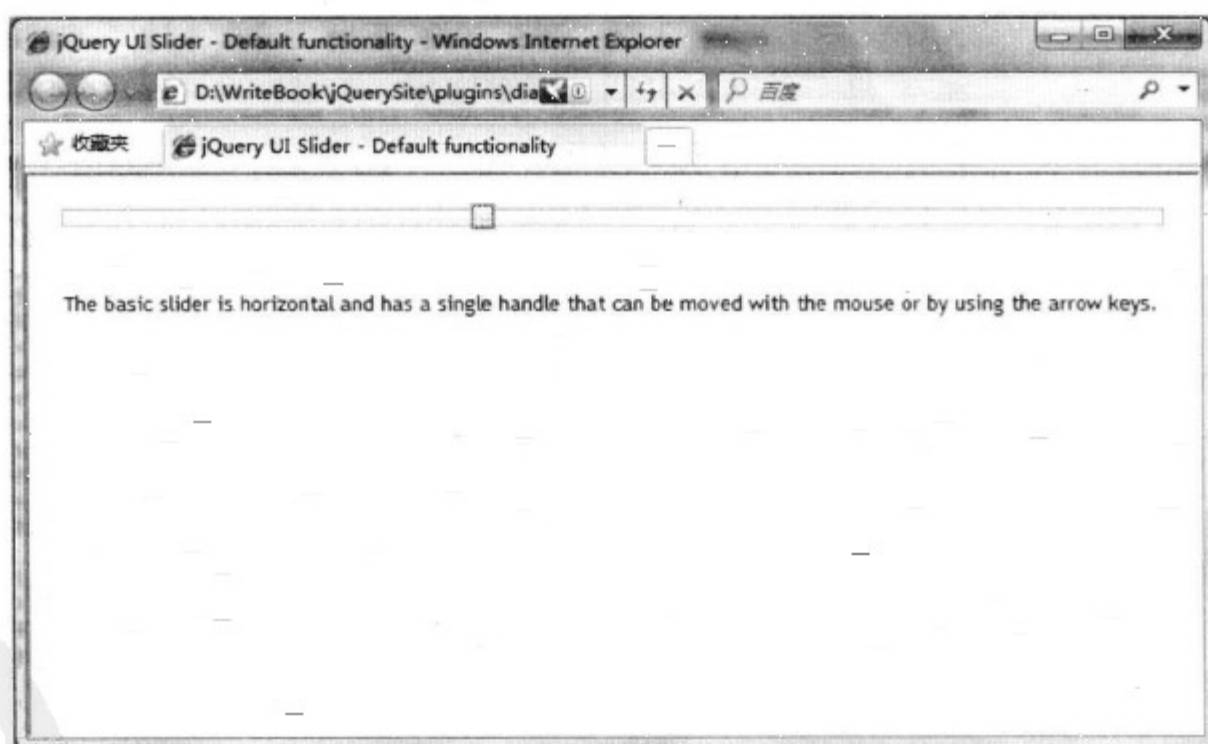 jQuery UI Slider - Default functionality - Windows Internet Explorer
D:\WriteBook\jQuerySite\plugins\dia
百度
收藏夹
jQuery UI Slider - Default functionality
The basic slider is horizontal and has a single handle that can be moved with the mouse or by using the arrow keys.